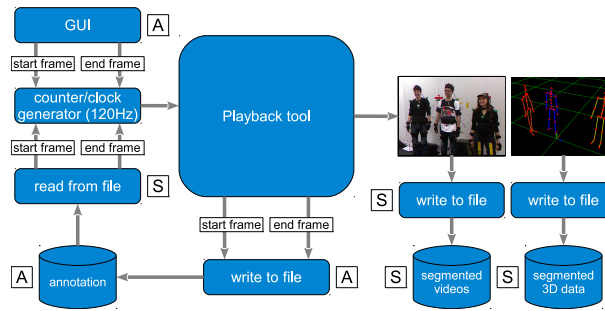 GUI
A
start frame
end frame
counter/clock
generator (120Hz)
start frame
end frame
read from file
S
annotation
A
Playback tool
start frame
end frame
write to file
A
S
write to file
write to file
S
segmented
videos
S
segmented
3D data